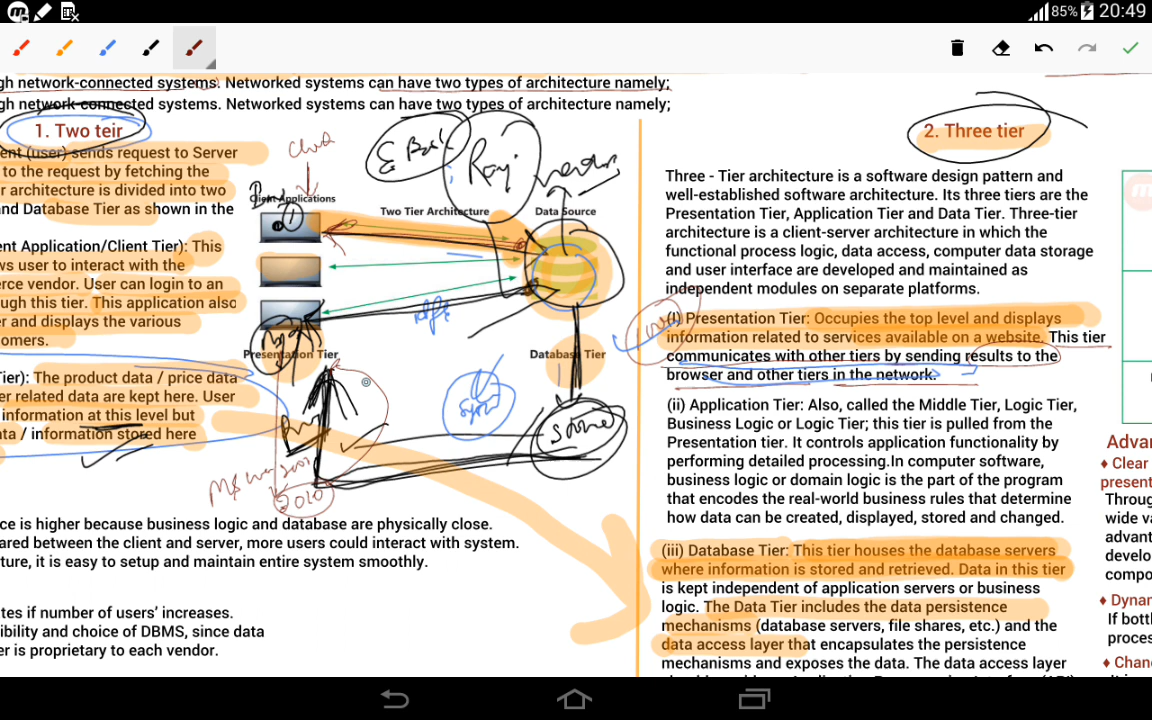 85% 20:49
gh network-connected systems. Networked systems can have two types of architecture namely;
gh network-connected systems. Networked systems can have two types of architecture namely;
1. Two teir
ent (user) sends request to Server
to the request by fetching the
r architecture is divided into two
nd Database Tier as shown in the
ent Application/Client Tier): This
ws user to interact with the
erce vendor. User can login to an
ough this tier. This application also
er and displays the various
omers.
Tier): The product data / price data
er related data are kept here. User
information at this level but
ata / information stored here
Client Applications
Two Tier Architecture
Data Source
Presentation Tier
Database Tier
Raj
store
2010
ce is higher because business logic and database are physically close.
ared between the client and server, more users could interact with system.
ture, it is easy to setup and maintain entire system smoothly.
tes if number of users' increases.
ibility and choice of DBMS, since data
er is proprietary to each vendor.
2. Three tier
Three - Tier architecture is a software design pattern and
well-established software architecture. Its three tiers are the
Presentation Tier, Application Tier and Data Tier. Three-tier
architecture is a client-server architecture in which the
functional process logic, data access, computer data storage
and user interface are developed and maintained as
independent modules on separate platforms.
(i) Presentation Tier: Occupies the top level and displays
information related to services available on a website. This tier
communicates with other tiers by sending results to the
browser and other tiers in the network.
(ii) Application Tier: Also, called the Middle Tier, Logic Tier,
Business Logic or Logic Tier; this tier is pulled from the
Presentation tier. It controls application functionality by
performing detailed processing.In computer software,
business logic or domain logic is the part of the program
that encodes the real-world business rules that determine
how data can be created, displayed, stored and changed.
(iii) Database Tier: This tier houses the database servers
where information is stored and retrieved. Data in this tier
is kept independent of application servers or business
logic. The Data Tier includes the data persistence
mechanisms (database servers, file shares, etc.) and the
data access layer that encapsulates the persistence
mechanisms and exposes the data. The data access layer
Advar
♦ Clear
present
Throug
wide va
advant
develo
compo
♦ Dynar
If both
proces
♦ Chan